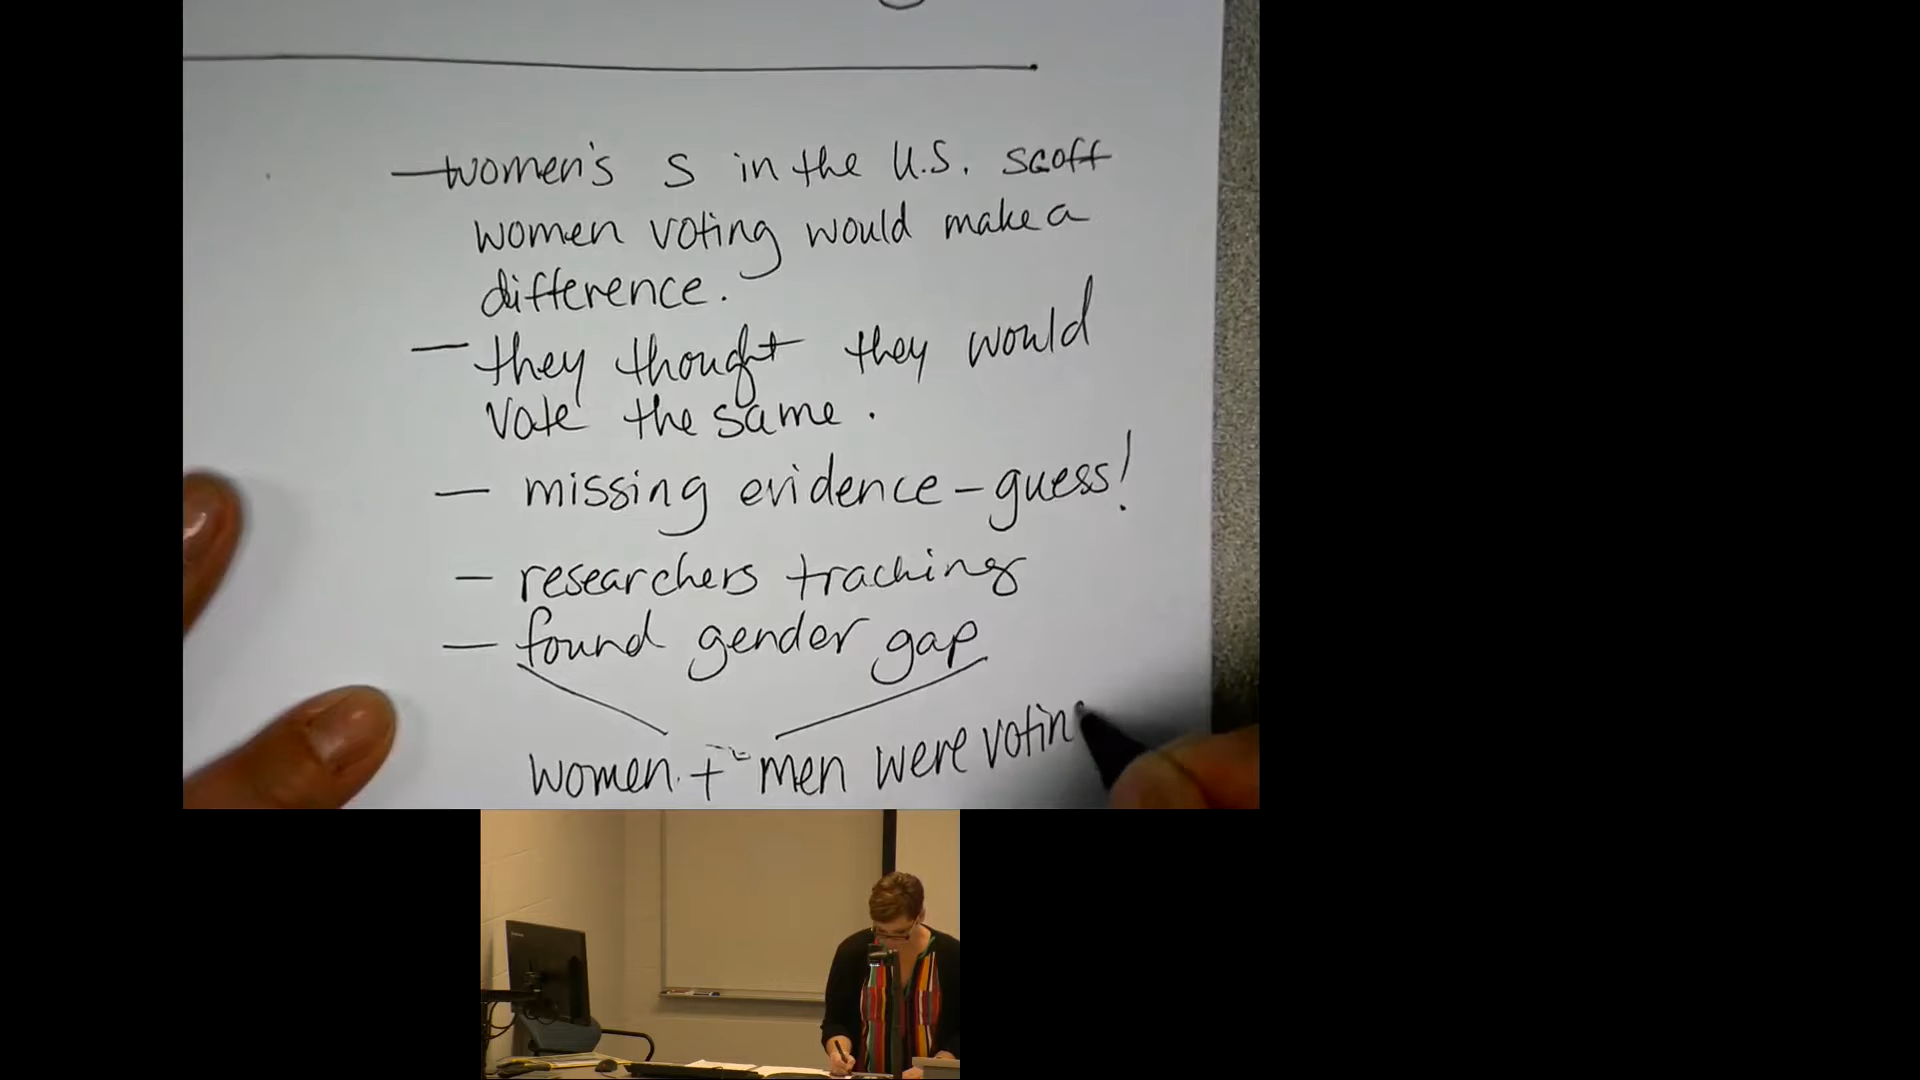 — women's S in the U.S. scoff
women voting would make a
difference.
— they thought they would
vote the same.
— missing evidence – guess!
— researchers tracking
— found gender gap
women + men were votin